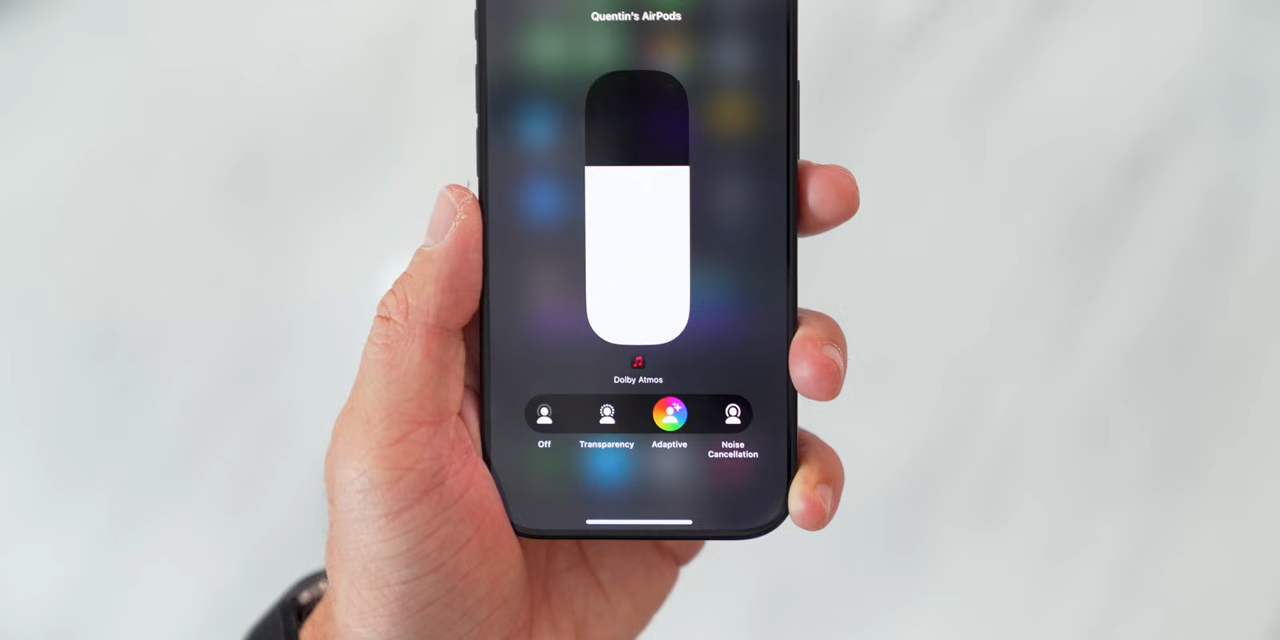 Quentin's AirPods
Dolby Atmos
Off
Transparency
Adaptive
Noise
Cancellation